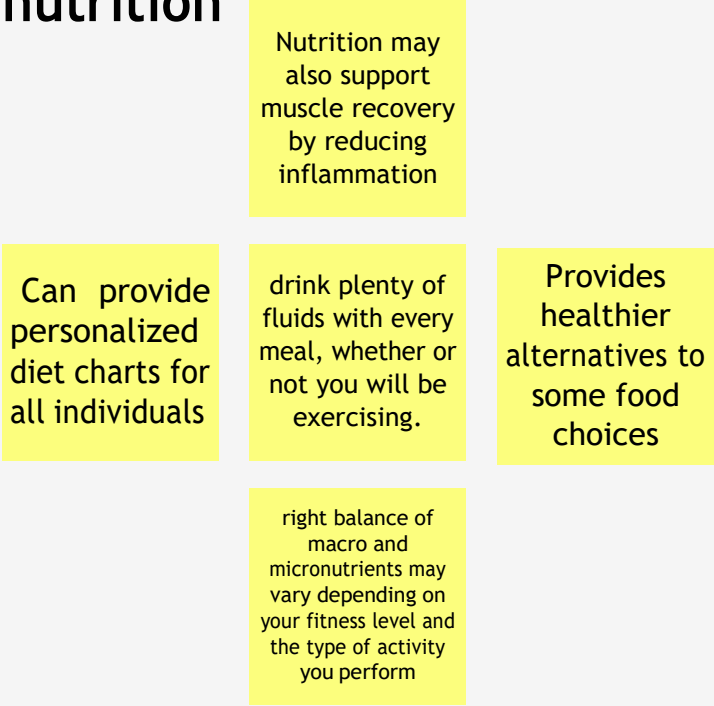 nutrition
Nutrition may
also support
muscle recovery
by reducing
inflammation
Can provide
personalized
diet charts for
all individuals
drink plenty of
fluids with every
meal, whether or
not you will be
exercising.
Provides
healthier
alternatives to
some food
choices
right balance of
macro and
micronutrients may
vary depending on
your fitness level and
the type of activity
you perform